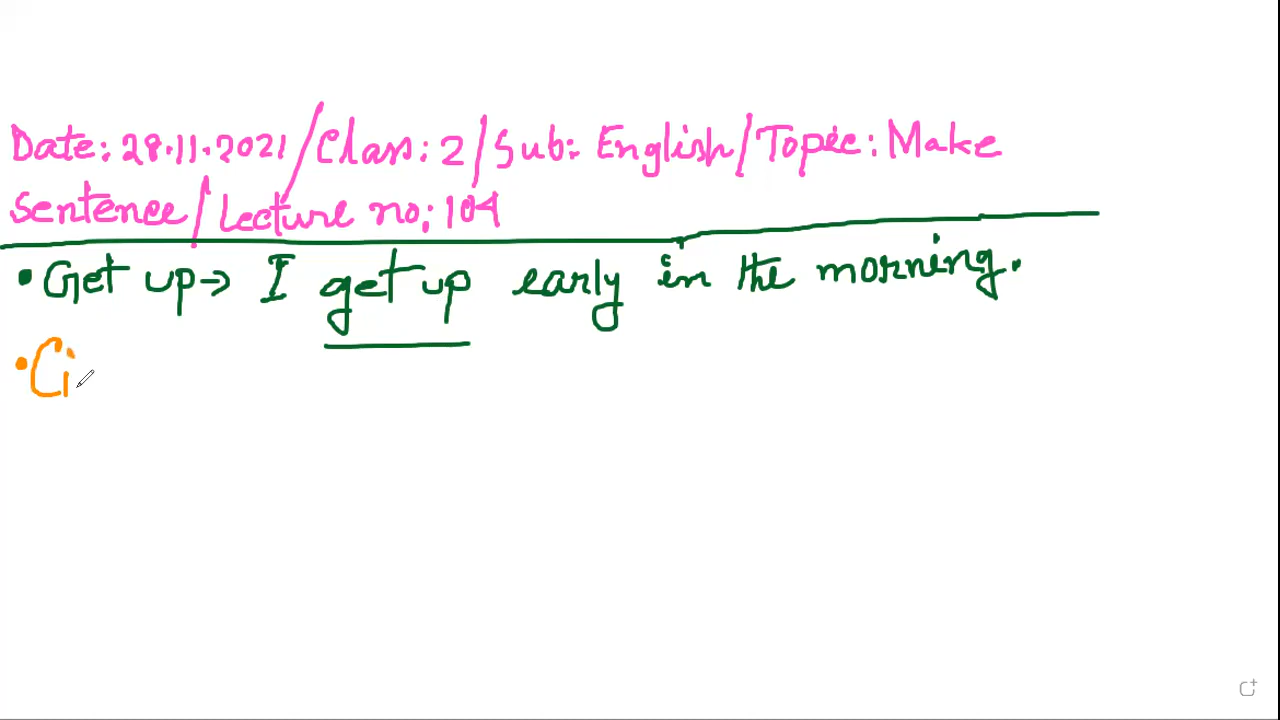 Date: 28.11.2021/Class: 2/Sub: English/Topic: Make
Sentence/Lecture no; 104
•Get up→ I get up early in the morning.
•Ci